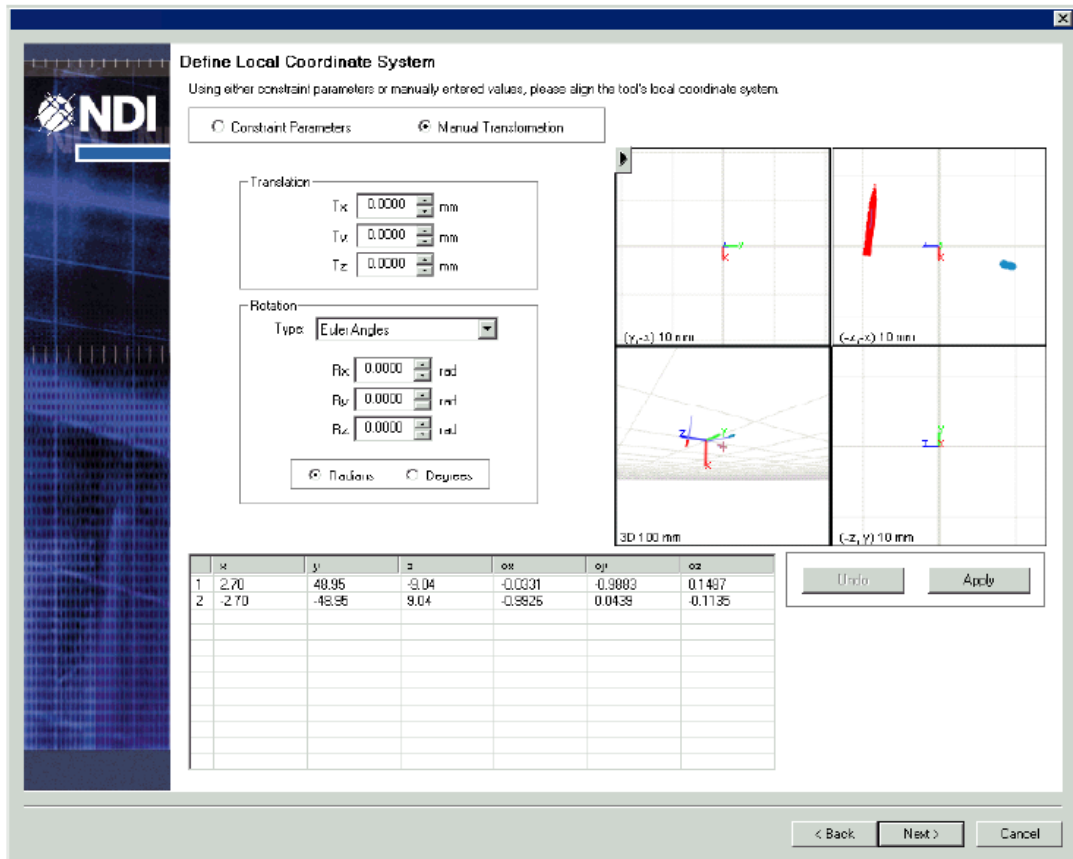 Define Local Coordinate System
Using either constraint parameters or manually entered values, please align the tool's local coordinate system.
NDI
Constraint Parameters
Manual Transformation
Translation
Tx: 0.0000 mm
Ty: 0.0000 mm
Tz: 0.0000 mm
Rotation
Type: Euler Angles
Rx: 0.0000 rad
Ry: 0.0000 rad
Rz: 0.0000 rad
Radians
Degrees
y
x
(y,-x) 10 mm
x
(-z,-x) 10 mm
z y
x
3D 100 mm
y
z x
(-z, y) 10 mm
x y z ox oy oz
1 2.70 48.95 -9.04 -0.0331 -0.9883 0.1487
2 -2.70 -48.95 9.04 -0.9926 0.0439 -0.1135
Undo
Apply
< Back
Next >
Cancel